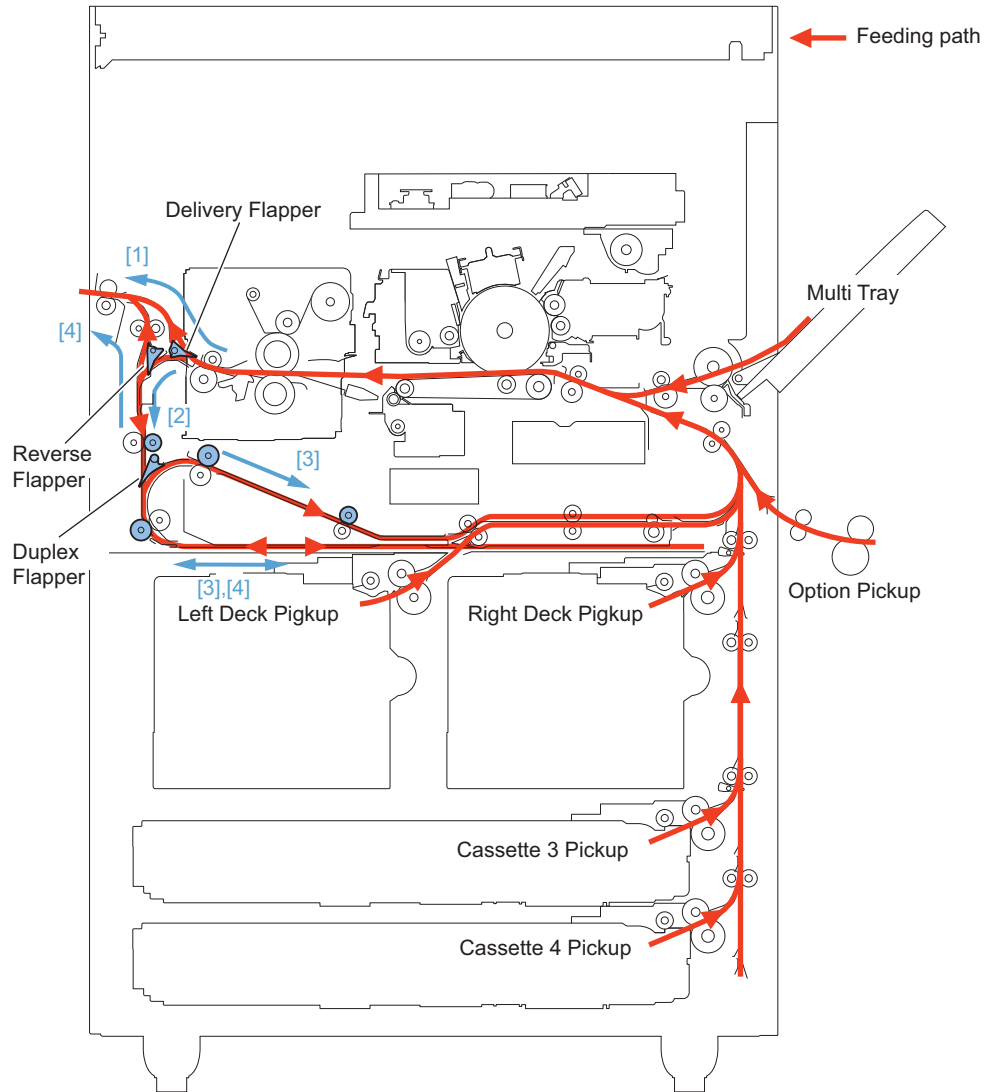 Feeding path
Delivery Flapper
[1]
Multi Tray
[4]
[2]
Reverse
Flapper
[3]
Duplex
Flapper
[3],[4]
Option Pickup
Left Deck Pigkup
Right Deck Pigkup
Cassette 3 Pickup
Cassette 4 Pickup